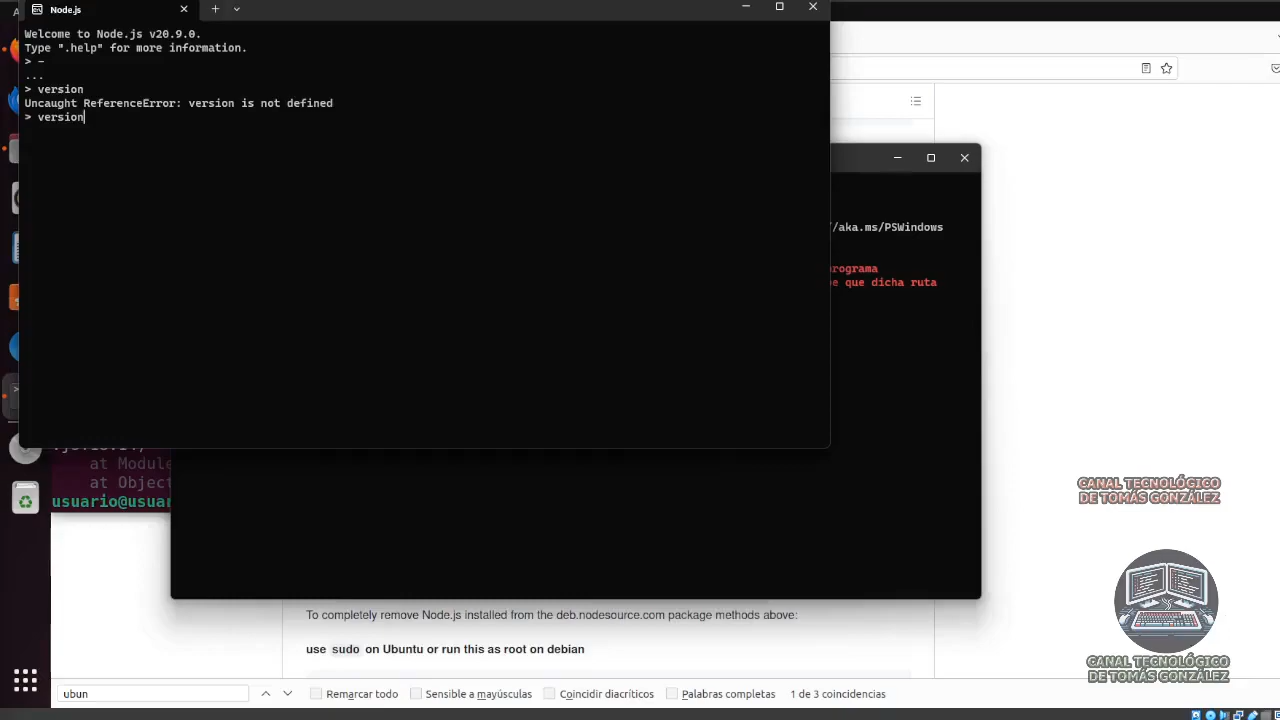 Node.js
Welcome to Node.js v20.9.0.
Type ".help" for more information.
> -
...
> version
Uncaught ReferenceError: version is not defined
> version
//aka.ms/PSWindows
programa
que dicha ruta
at Module
at Object
usuario@usuar
CANAL TECNOLÓGICO
DE TOMÁS GONZÁLEZ
To completely remove Node.js installed from the deb.nodesource.com package methods above:
use sudo on Ubuntu or run this as root on debian
CANAL TECNOLÓGICO
DE TOMÁS GONZÁLEZ
ubun
Remarcar todo
Sensible a mayúsculas
Coincidir diacríticos
Palabras completas
1 de 3 coincidencias